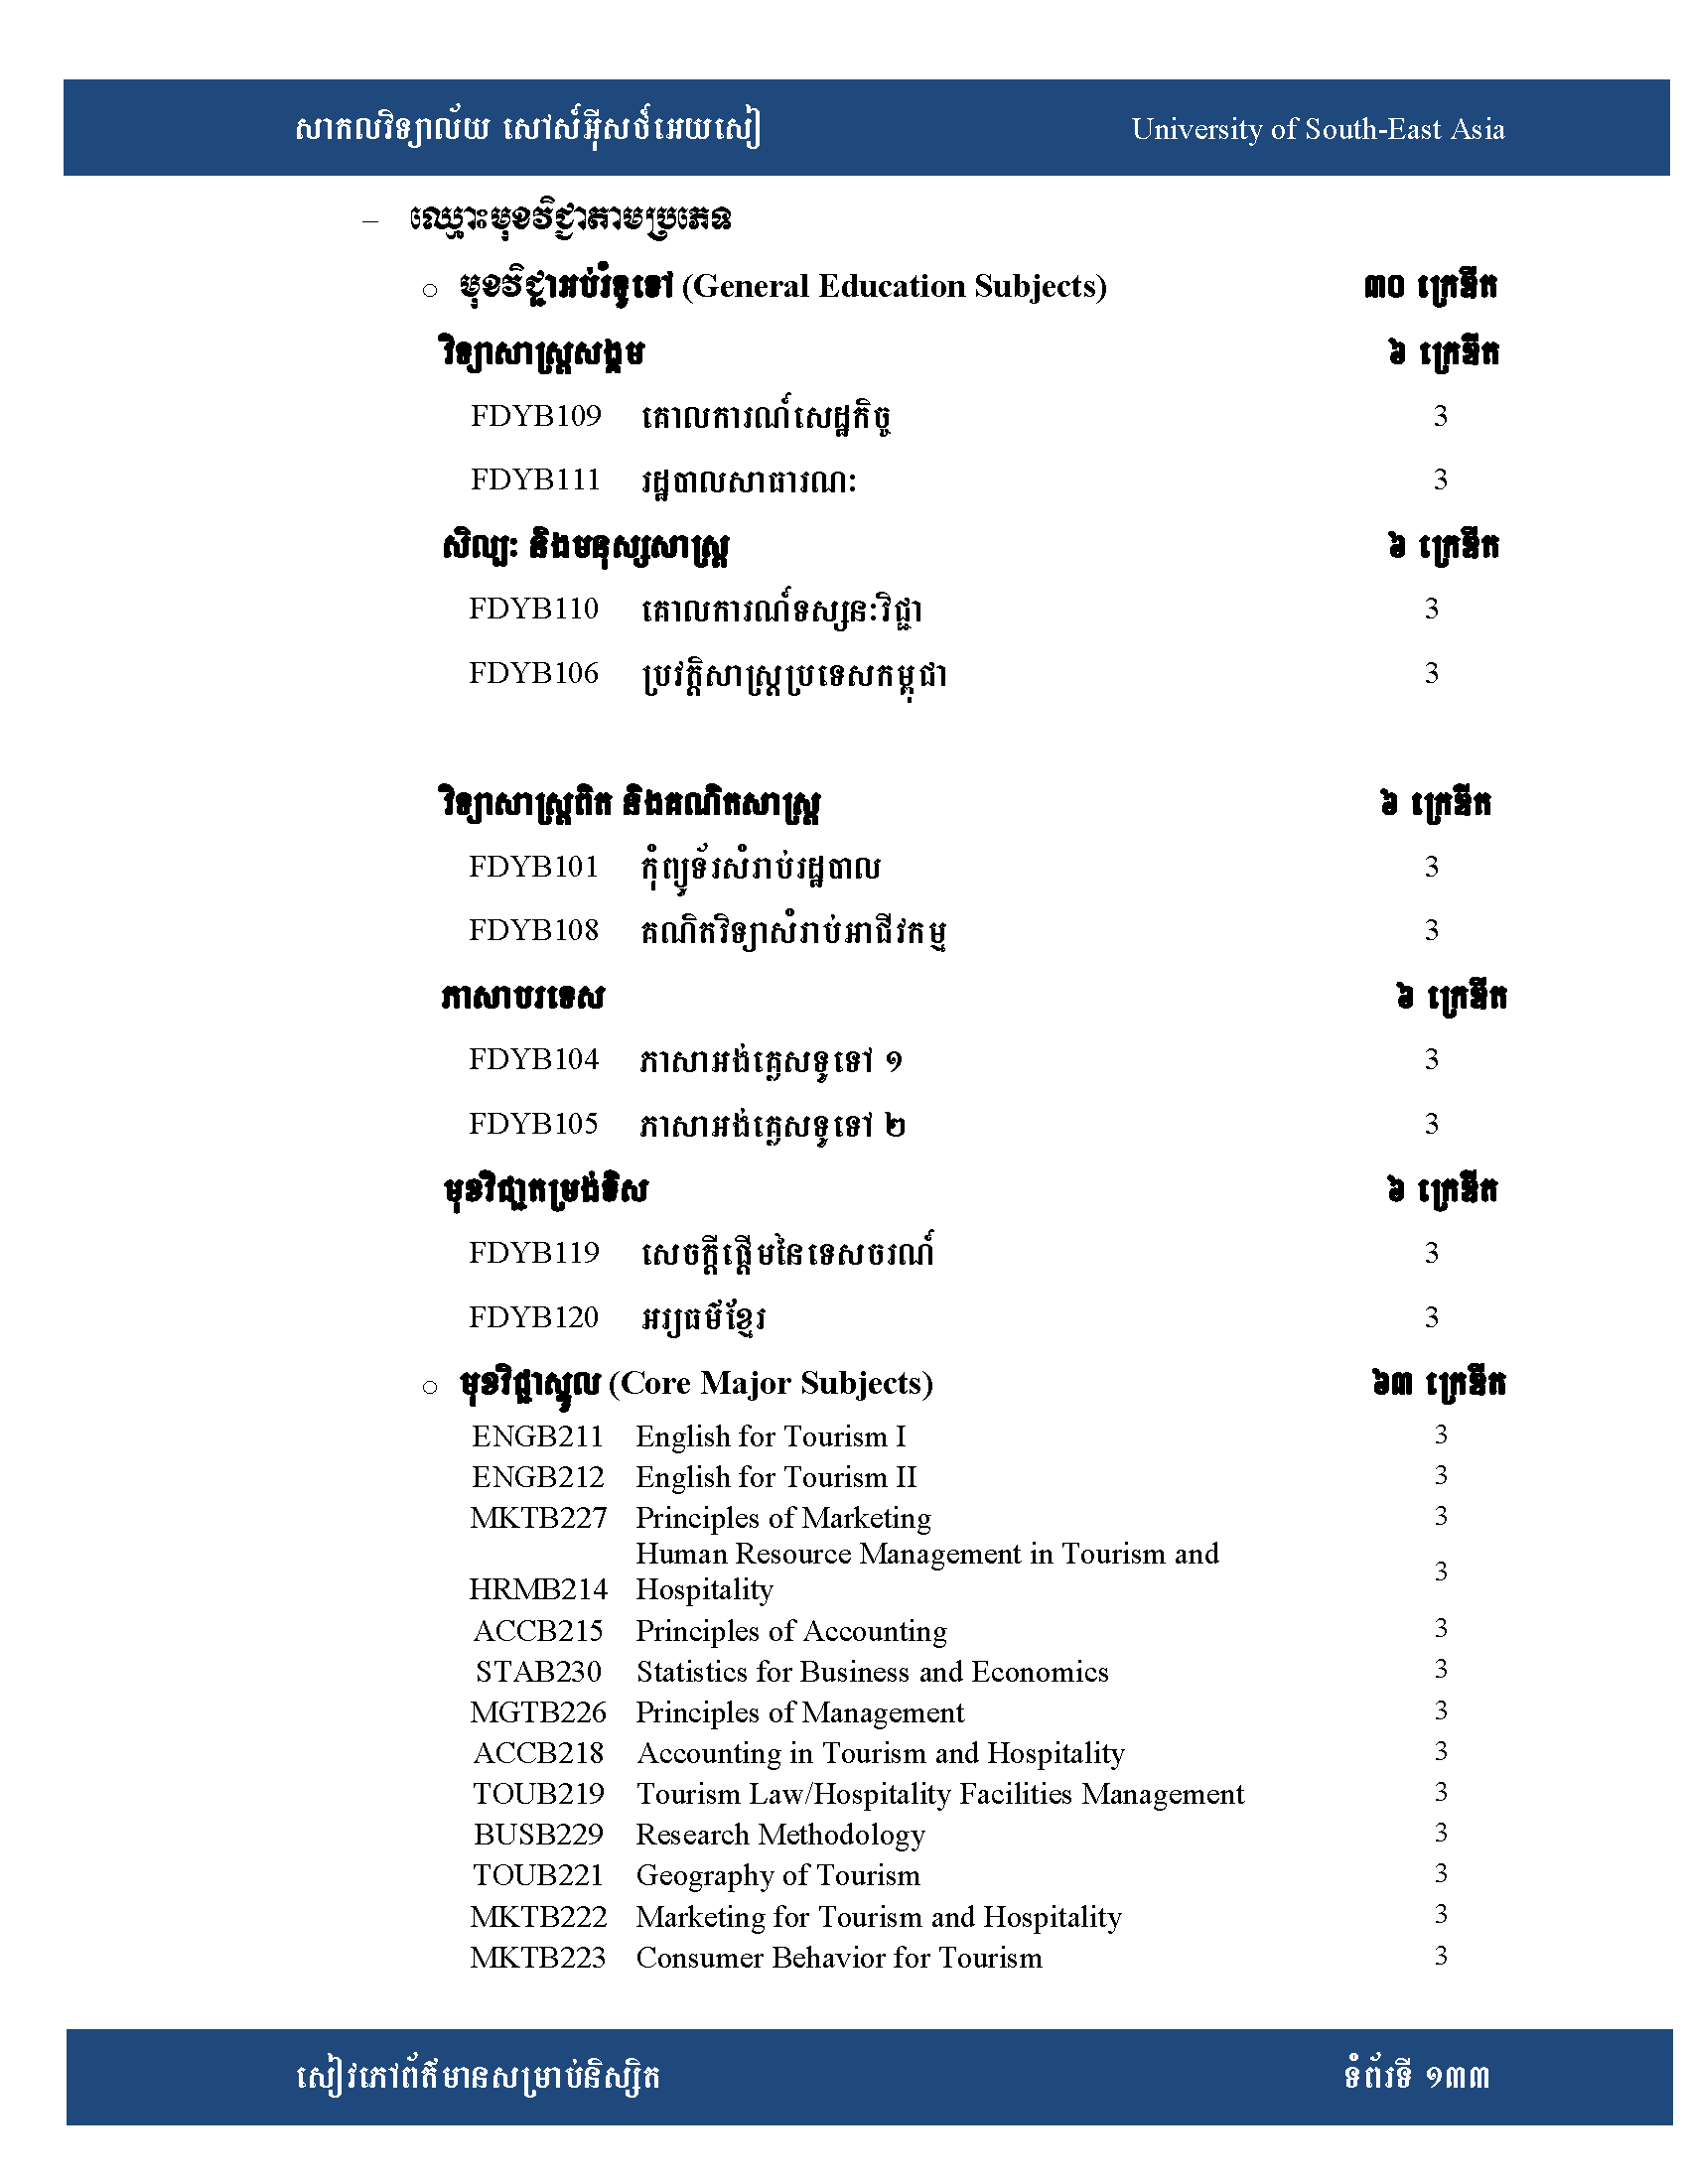 សាកលវិទ្យាល័យ សៅស៍អ៊ីសថ៍អេយសៀ University of South-East Asia
– ឈ្មោះមុខវិជ្ជាតាមប្រភេទ
○ មុខវិជ្ជាអប់រំទូទៅ (General Education Subjects) ៣០ ក្រេឌីត
វិទ្យាសាស្ត្រសង្គម ៦ ក្រេឌីត
FDYB109 គោលការណ៍សេដ្ឋកិច្ច 3
FDYB111 រដ្ឋបាលសាធារណៈ 3
សិល្បៈ និងមនុស្សសាស្ត្រ ៦ ក្រេឌីត
FDYB110 គោលការណ៍ទស្សនៈវិជ្ជា 3
FDYB106 ប្រវត្តិសាស្ត្រប្រទេសកម្ពុជា 3
វិទ្យាសាស្ត្រពិត និងគណិតសាស្ត្រ ៦ ក្រេឌីត
FDYB101 កុំព្យូទ័រសំរាប់រដ្ឋបាល 3
FDYB108 គណិតវិទ្យាសំរាប់អាជីវកម្ម 3
ភាសាបរទេស ៦ ក្រេឌីត
FDYB104 ភាសាអង់គ្លេសទូទៅ ១ 3
FDYB105 ភាសាអង់គ្លេសទូទៅ ២ 3
មុខវិជ្ជាតម្រង់ទិស ៦ ក្រេឌីត
FDYB119 សេចក្តីផ្តើមនៃទេសចរណ៍ 3
FDYB120 អរ្យធម៌ខ្មែរ 3
○ មុខវិជ្ជាស្នូល (Core Major Subjects) ៦៣ ក្រេឌីត
ENGB211 English for Tourism I 3
ENGB212 English for Tourism II 3
MKTB227 Principles of Marketing 3
Human Resource Management in Tourism and
HRMB214 Hospitality 3
ACCB215 Principles of Accounting 3
STAB230 Statistics for Business and Economics 3
MGTB226 Principles of Management 3
ACCB218 Accounting in Tourism and Hospitality 3
TOUB219 Tourism Law/Hospitality Facilities Management 3
BUSB229 Research Methodology 3
TOUB221 Geography of Tourism 3
MKTB222 Marketing for Tourism and Hospitality 3
MKTB223 Consumer Behavior for Tourism 3
សៀវភៅព័ត៌មានសម្រាប់និស្សិត ទំព័រទី ១៣៣